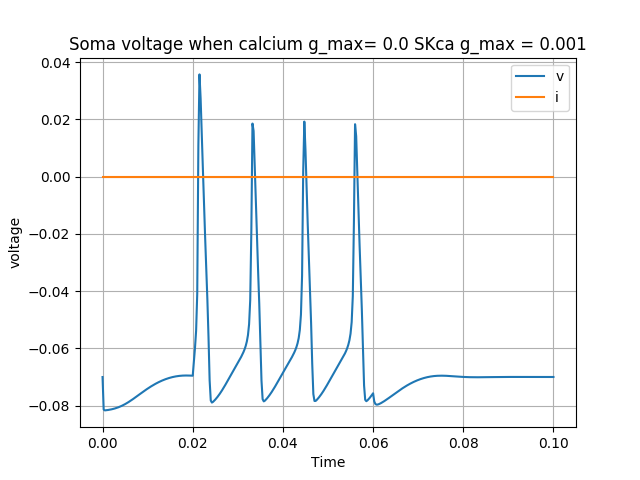 Soma voltage when calcium g_max= 0.0 SKca g_max = 0.001
v
i
0.04
0.02
0.00
−0.02
−0.04
−0.06
−0.08
voltage
0.00
0.02
0.04
0.06
0.08
0.10
Time